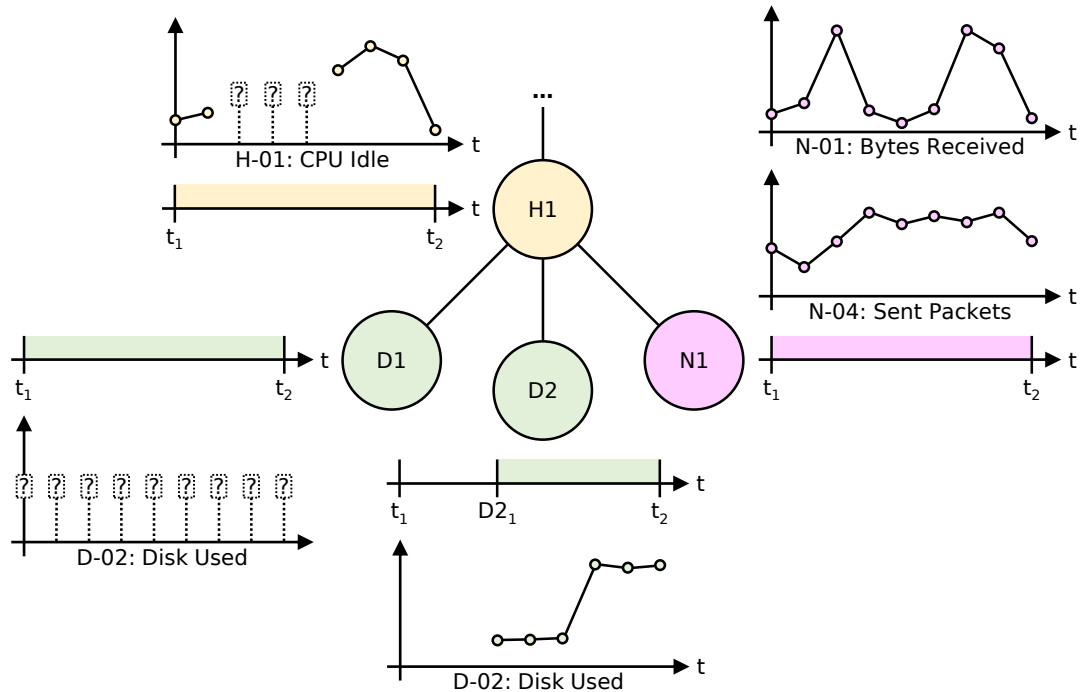 t
? ? ?
H-01: CPU Idle
t
t₁ t₂
...
H1
t
N-01: Bytes Received
t
N-04: Sent Packets
t
t₁ t₂
D1
D2
N1
t
t₁ t₂
? ? ? ? ? ? ? ? ?
D-02: Disk Used
t
t₁ D2₁ t₂
t
D-02: Disk Used